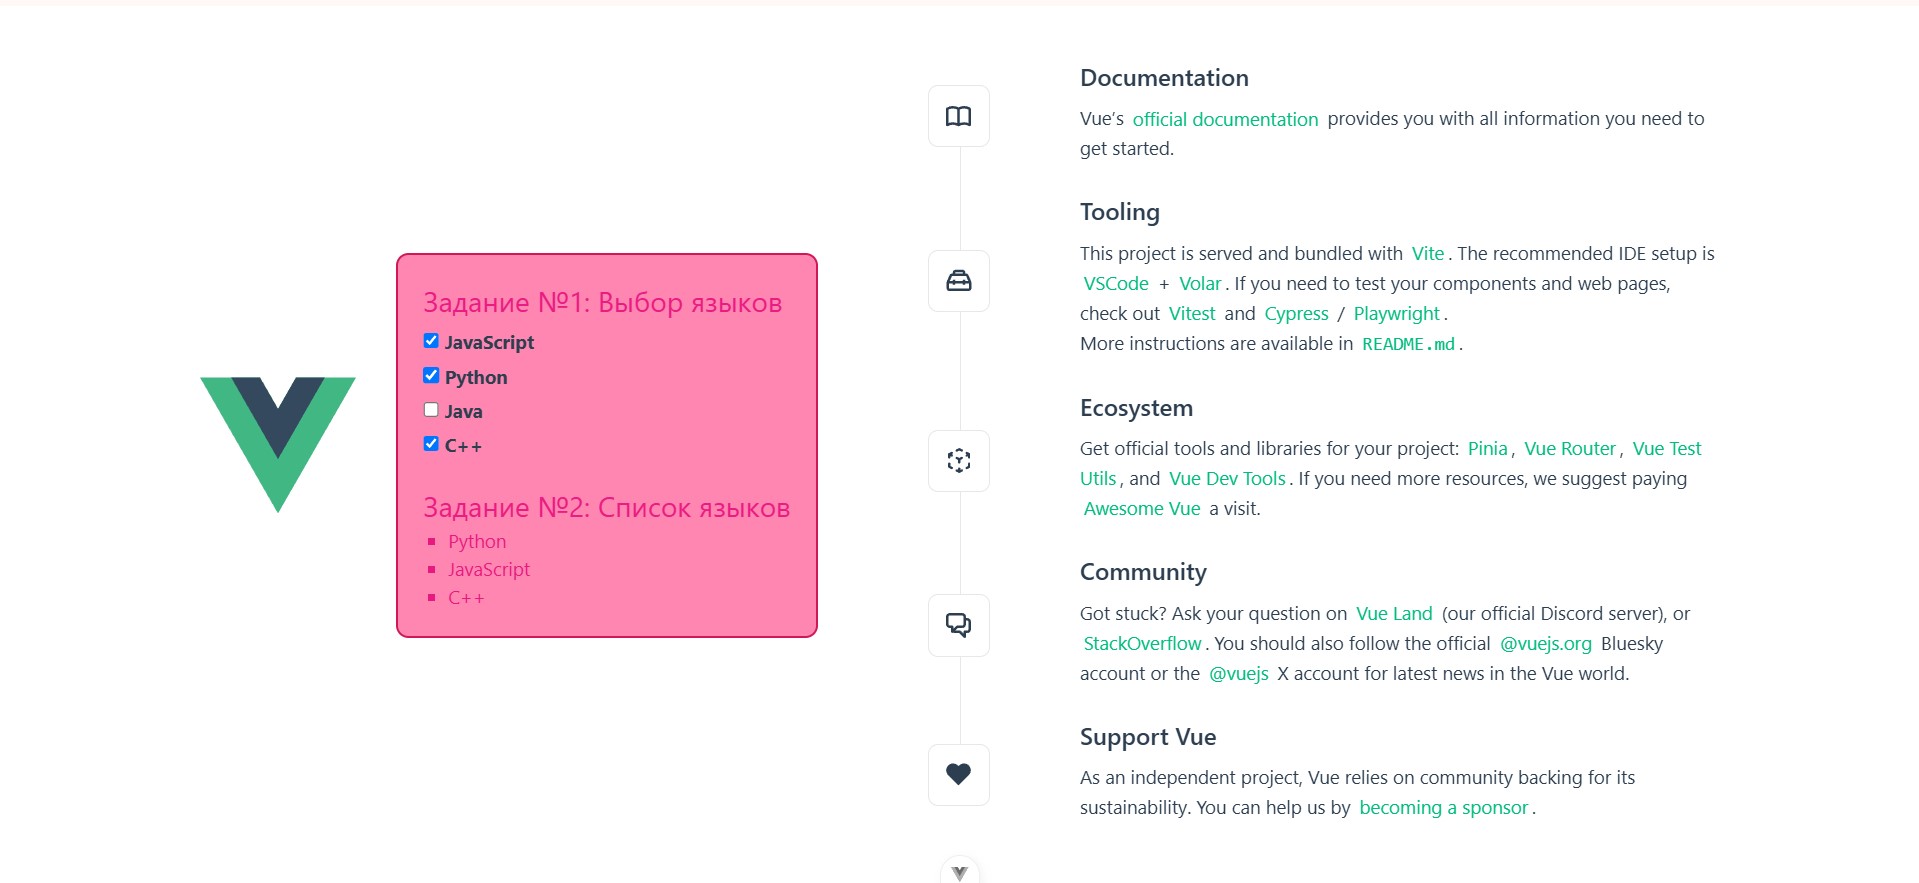 Задание №1: Выбор языков
JavaScript
Python
Java
C++
Задание №2: Список языков
Python
JavaScript
C++
Documentation
Vue’s official documentation provides you with all information you need to
get started.
Tooling
This project is served and bundled with Vite. The recommended IDE setup is
VSCode + Volar. If you need to test your components and web pages,
check out Vitest and Cypress / Playwright.
More instructions are available in README.md.
Ecosystem
Get official tools and libraries for your project: Pinia, Vue Router, Vue Test
Utils, and Vue Dev Tools. If you need more resources, we suggest paying
Awesome Vue a visit.
Community
Got stuck? Ask your question on Vue Land (our official Discord server), or
StackOverflow. You should also follow the official @vuejs.org Bluesky
account or the @vuejs X account for latest news in the Vue world.
Support Vue
As an independent project, Vue relies on community backing for its
sustainability. You can help us by becoming a sponsor.